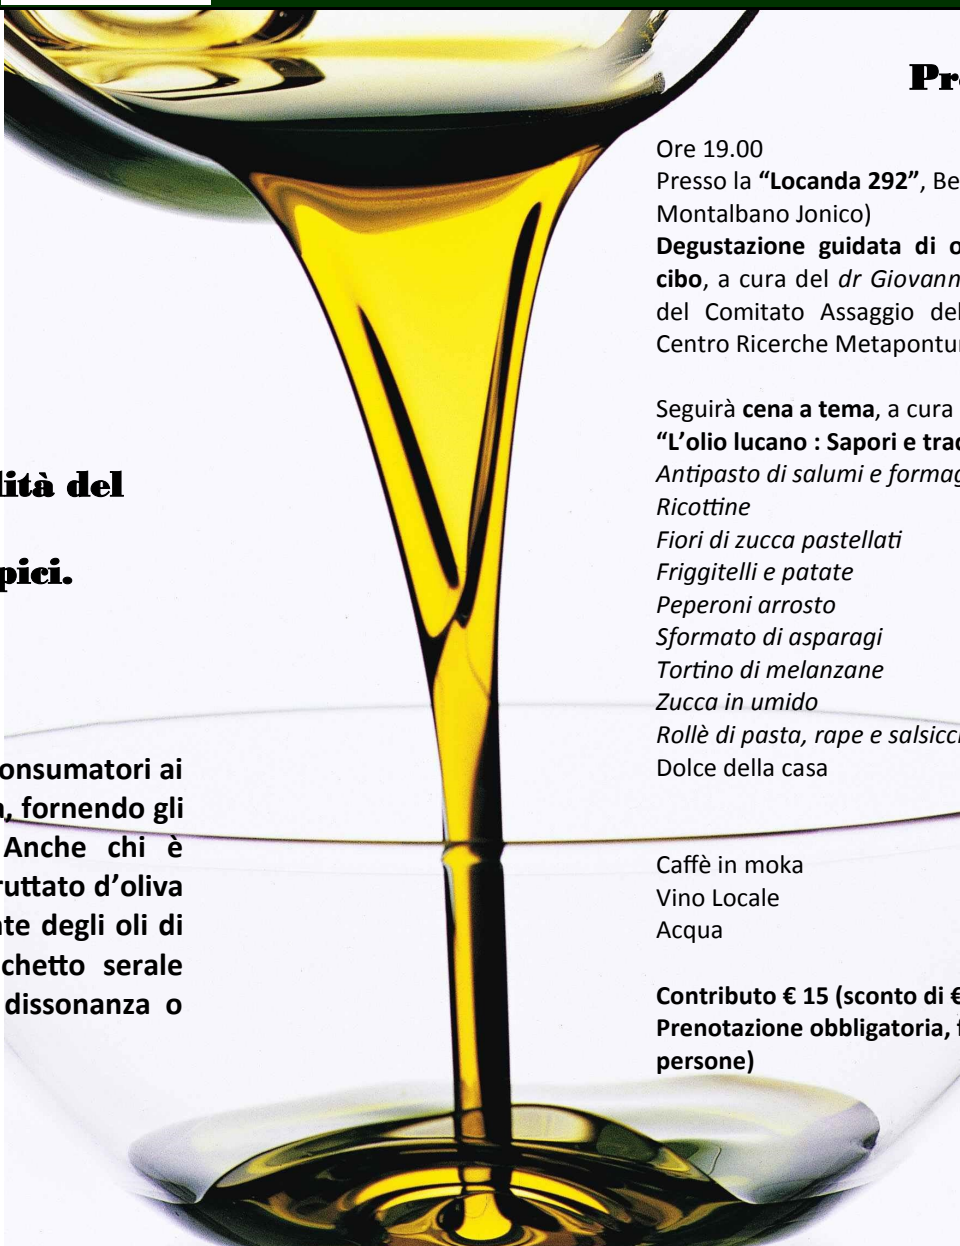 lità del
pici.
onsumatori ai
, fornendo gli
Anche chi è
ruttato d’oliva
te degli oli di
chetto serale
dissonanza o
Pr
Ore 19.00
Presso la “Locanda 292”, Be
Montalbano Jonico)
Degustazione guidata di o
cibo, a cura del dr Giovann
del Comitato Assaggio del
Centro Ricerche Metapontu
Seguirà cena a tema, a cura
“L’olio lucano : Sapori e trad
Antipasto di salumi e formag
Ricottine
Fiori di zucca pastellati
Friggitelli e patate
Peperoni arrosto
Sformato di asparagi
Tortino di melanzane
Zucca in umido
Rollè di pasta, rape e salsicci
Dolce della casa
Caffè in moka
Vino Locale
Acqua
Contributo € 15 (sconto di €
Prenotazione obbligatoria, f
persone)